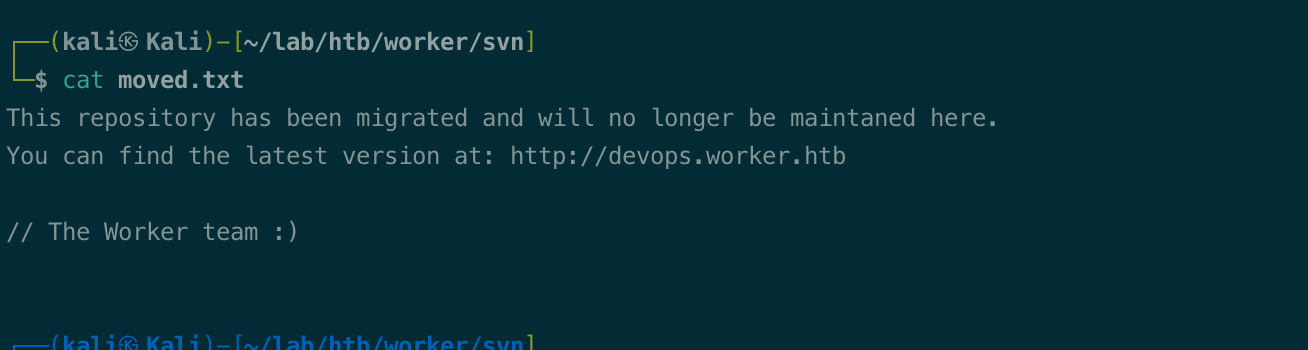 ┌──(kali㉿Kali)-[~/lab/htb/worker/svn]
└─$ cat moved.txt
This repository has been migrated and will no longer be maintaned here.
You can find the latest version at: http://devops.worker.htb
// The Worker team :)
┌──(kali㉿Kali)-[~/lab/htb/worker/svn]